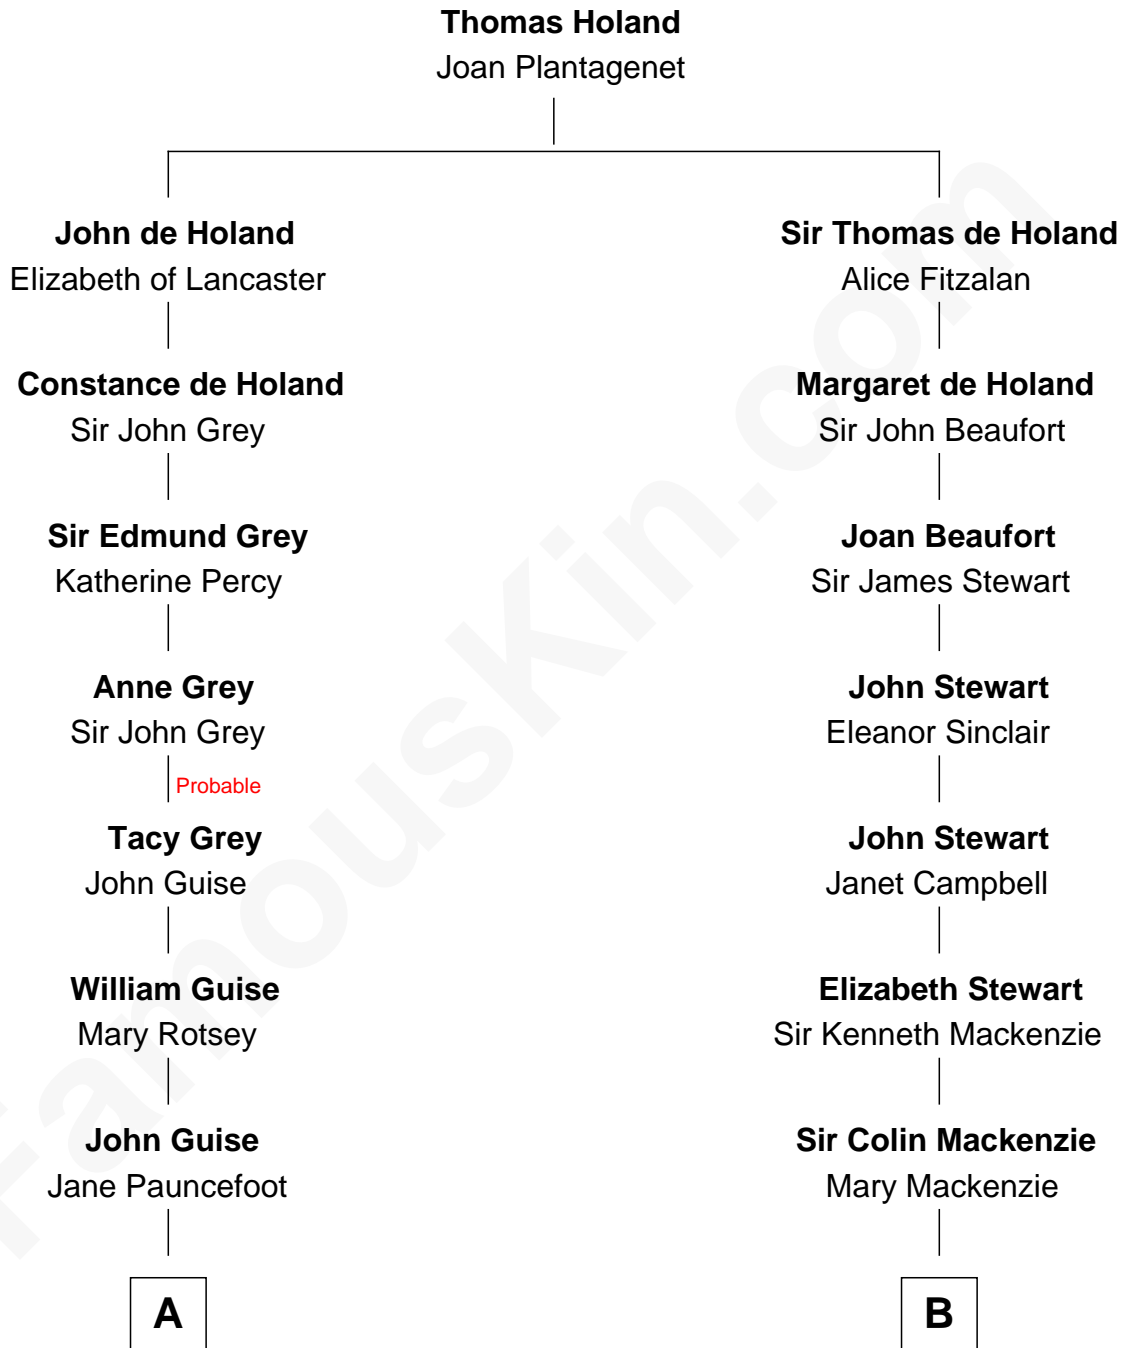 Thomas Holand
Joan Plantagenet
John de Holand
Elizabeth of Lancaster
Constance de Holand
Sir John Grey
Sir Edmund Grey
Katherine Percy
Anne Grey
Sir John Grey
Probable
Tacy Grey
John Guise
William Guise
Mary Rotsey
John Guise
Jane Pauncefoot
A
Sir Thomas de Holand
Alice Fitzalan
Margaret de Holand
Sir John Beaufort
Joan Beaufort
Sir James Stewart
John Stewart
Eleanor Sinclair
John Stewart
Janet Campbell
Elizabeth Stewart
Sir Kenneth Mackenzie
Sir Colin Mackenzie
Mary Mackenzie
B
FamousKin.com